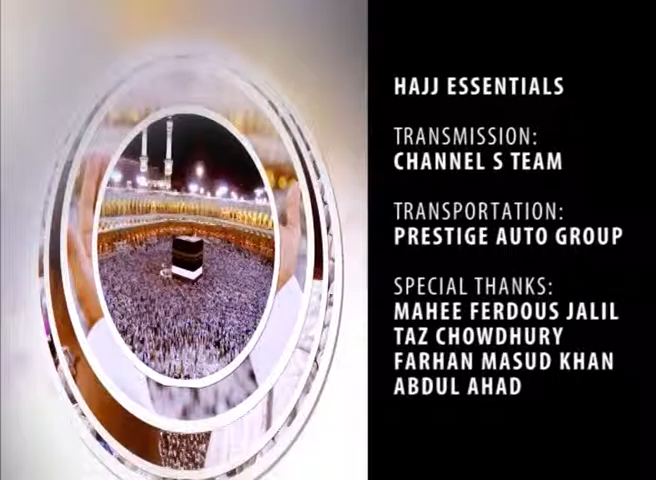 HAJJ ESSENTIALS
TRANSMISSION:
CHANNEL S TEAM
TRANSPORTATION:
PRESTIGE AUTO GROUP
SPECIAL THANKS:
MAHEE FERDOUS JALIL
TAZ CHOWDHURY
FARHAN MASUD KHAN
ABDUL AHAD